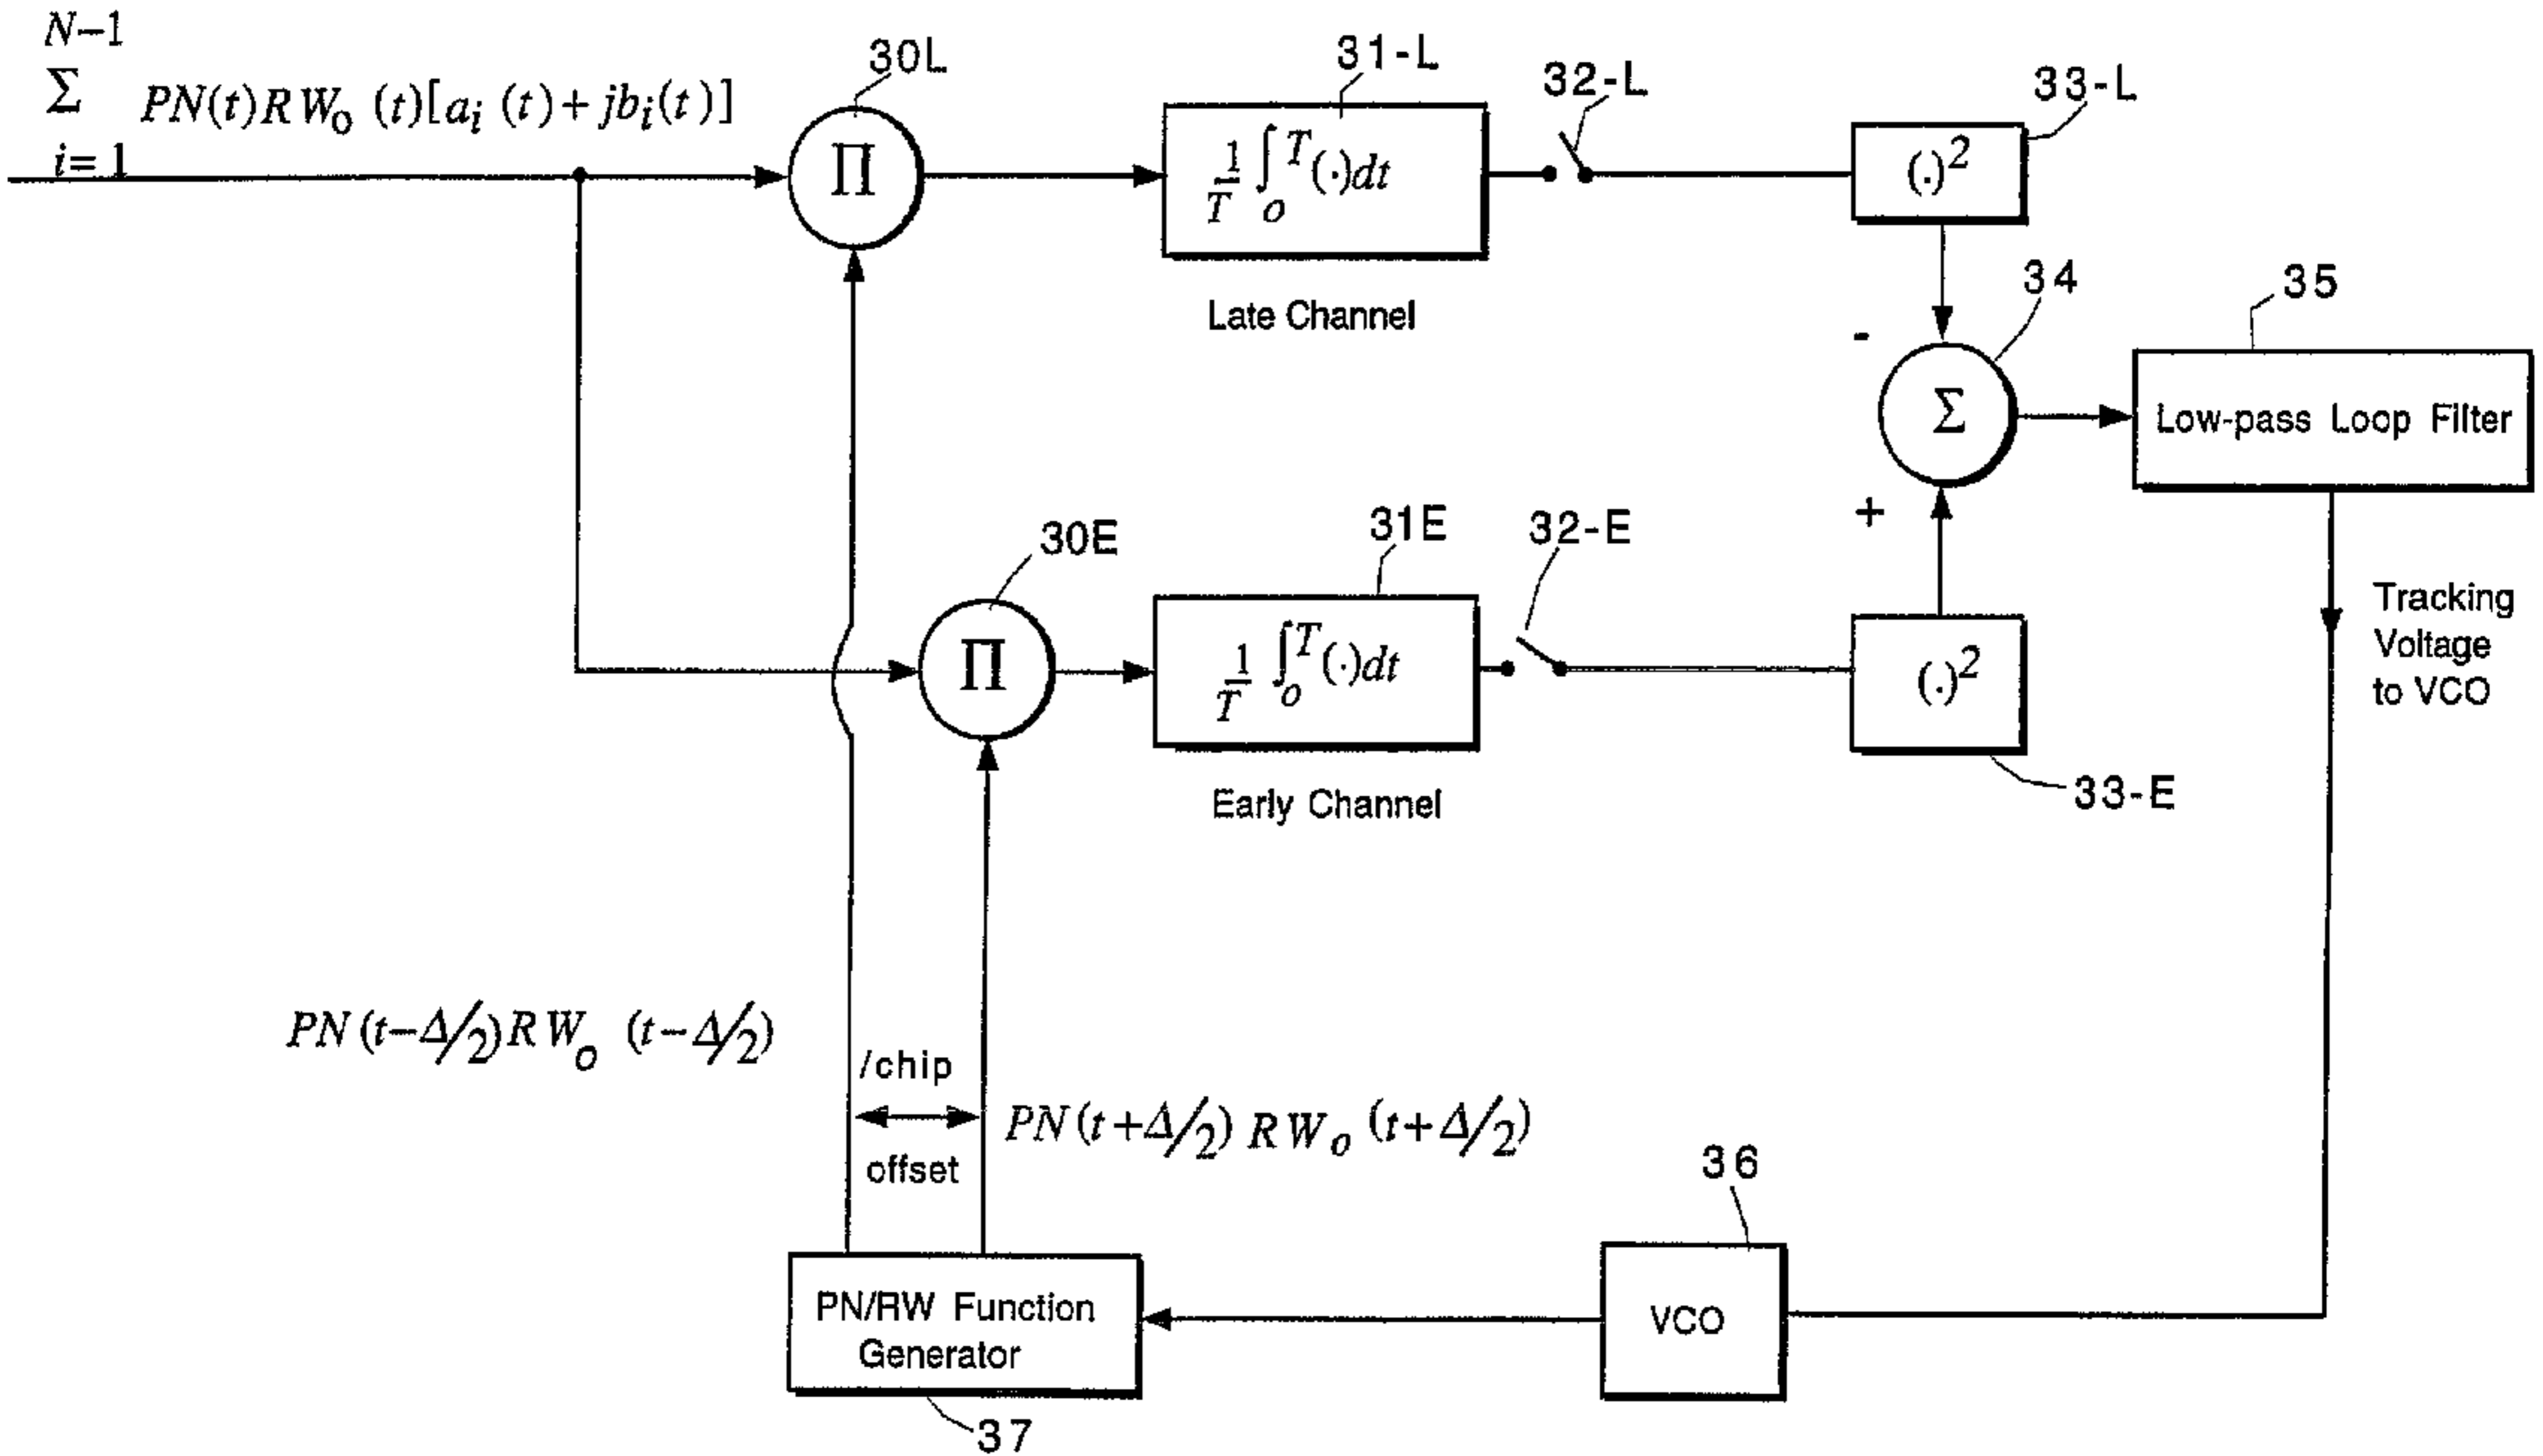 N−1
Σ PN(t)RW₀ (t)[aᵢ (t)+jbᵢ(t)]
i= 1
30L
31-L
32-L
33-L
Π
1/T ∫₀ᵀ(·)dt
(.)²
Late Channel
34
35
-
Σ
Low-pass Loop Filter
+
30E
31E
32-E
Π
1/T ∫₀ᵀ(·)dt
(.)²
Tracking
Voltage
to VCO
Early Channel
33-E
PN(t−Δ/2)RWₒ (t−Δ/2)
/chip
offset
PN(t+Δ/2) RWₒ (t+Δ/2)
36
PN/RW Function
Generator
VCO
37